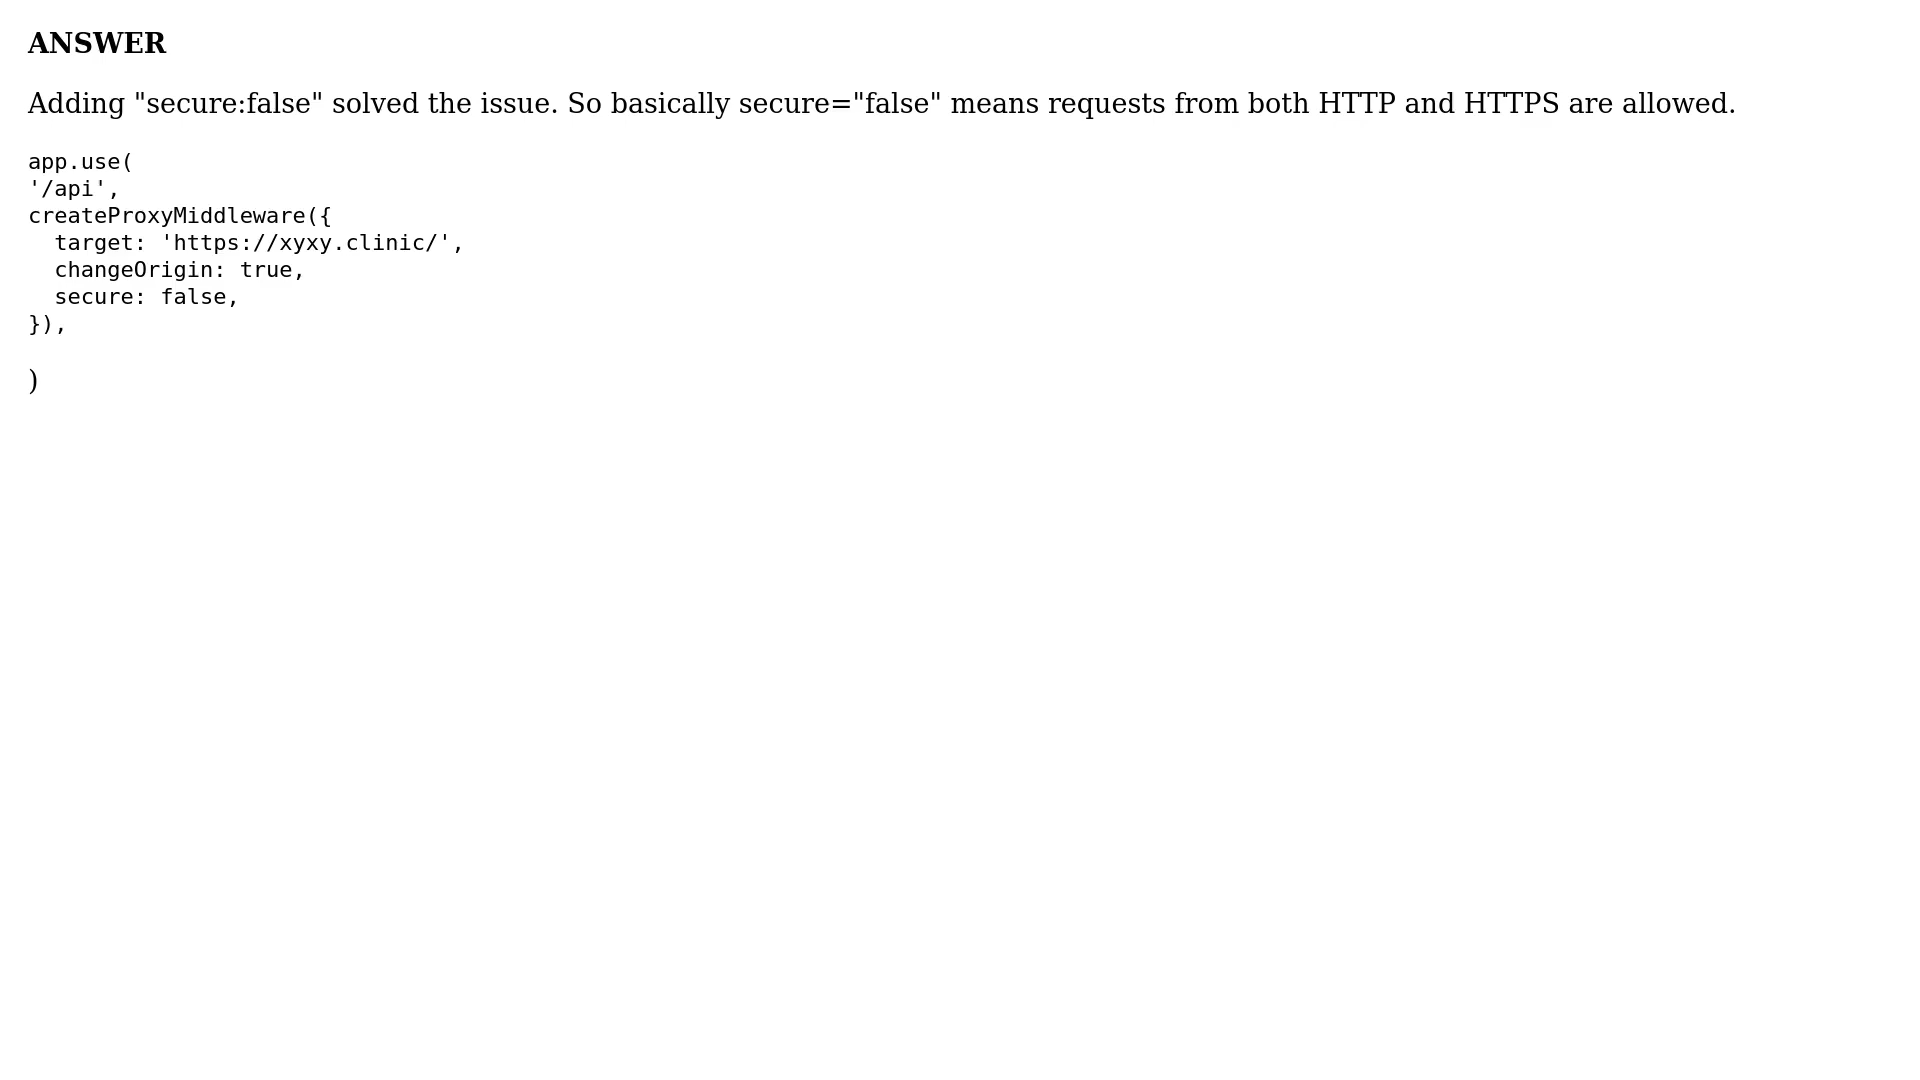 ANSWER
Adding "secure:false" solved the issue. So basically secure="false" means requests from both HTTP and HTTPS are allowed.
app.use(
'/api',
createProxyMiddleware({
  target: 'https://xyxy.clinic/',
  changeOrigin: true,
  secure: false,
}),
)